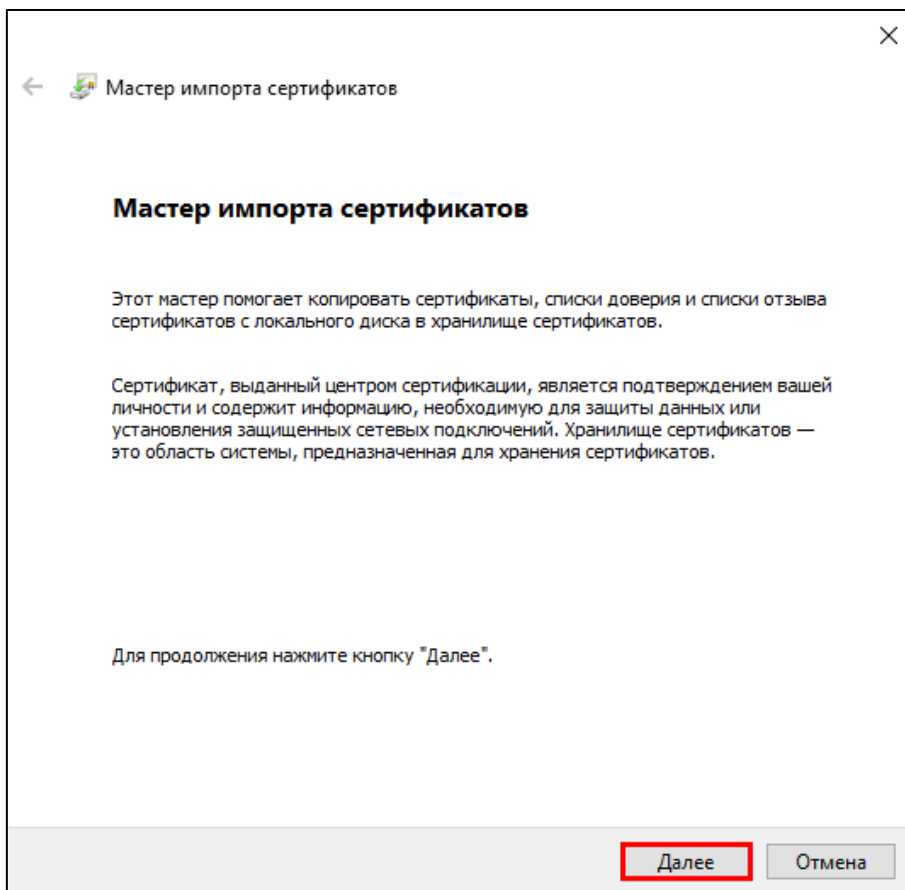 Мастер импорта сертификатов
Мастер импорта сертификатов
Этот мастер помогает копировать сертификаты, списки доверия и списки отзыва
сертификатов с локального диска в хранилище сертификатов.
Сертификат, выданный центром сертификации, является подтверждением вашей
личности и содержит информацию, необходимую для защиты данных или
установления защищенных сетевых подключений. Хранилище сертификатов —
это область системы, предназначенная для хранения сертификатов.
Для продолжения нажмите кнопку "Далее".
Далее
Отмена